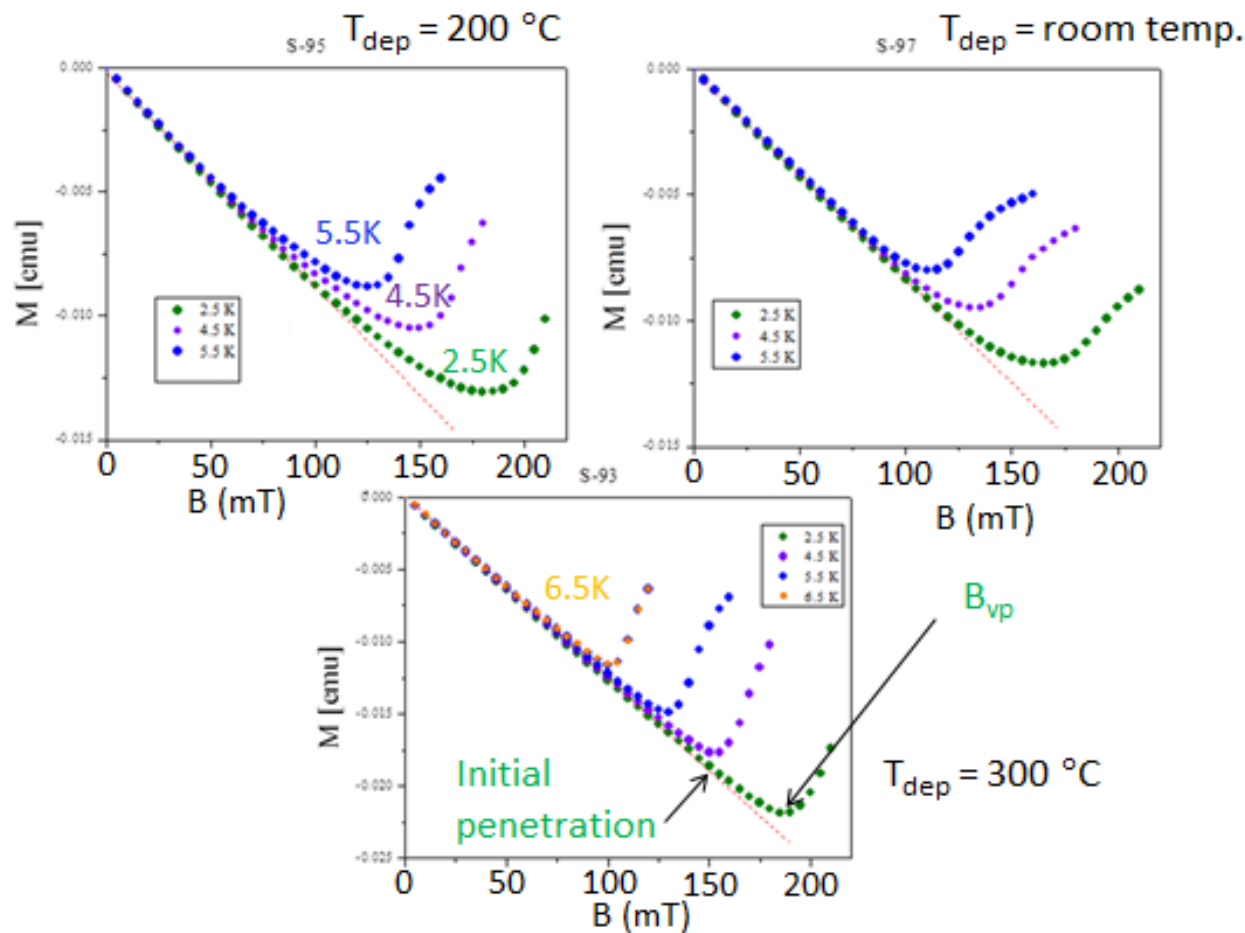 S-95
T_dep = 200 °C
0.000
-0.005
-0.010
-0.015
M [emu]
5.5K
4.5K
2.5K
2.5 K
4.5 K
5.5 K
0 50 100 150 200
B (mT)
S-97
T_dep = room temp.
0.000
-0.005
-0.010
-0.015
M [emu]
2.5 K
4.5 K
5.5 K
0 50 100 150 200
B (mT)
S-93
0.000
-0.005
-0.010
-0.015
-0.020
-0.025
M [emu]
6.5K
2.5 K
4.5 K
5.5 K
6.5 K
B_vp
Initial
penetration
T_dep = 300 °C
0 50 100 150 200
B (mT)